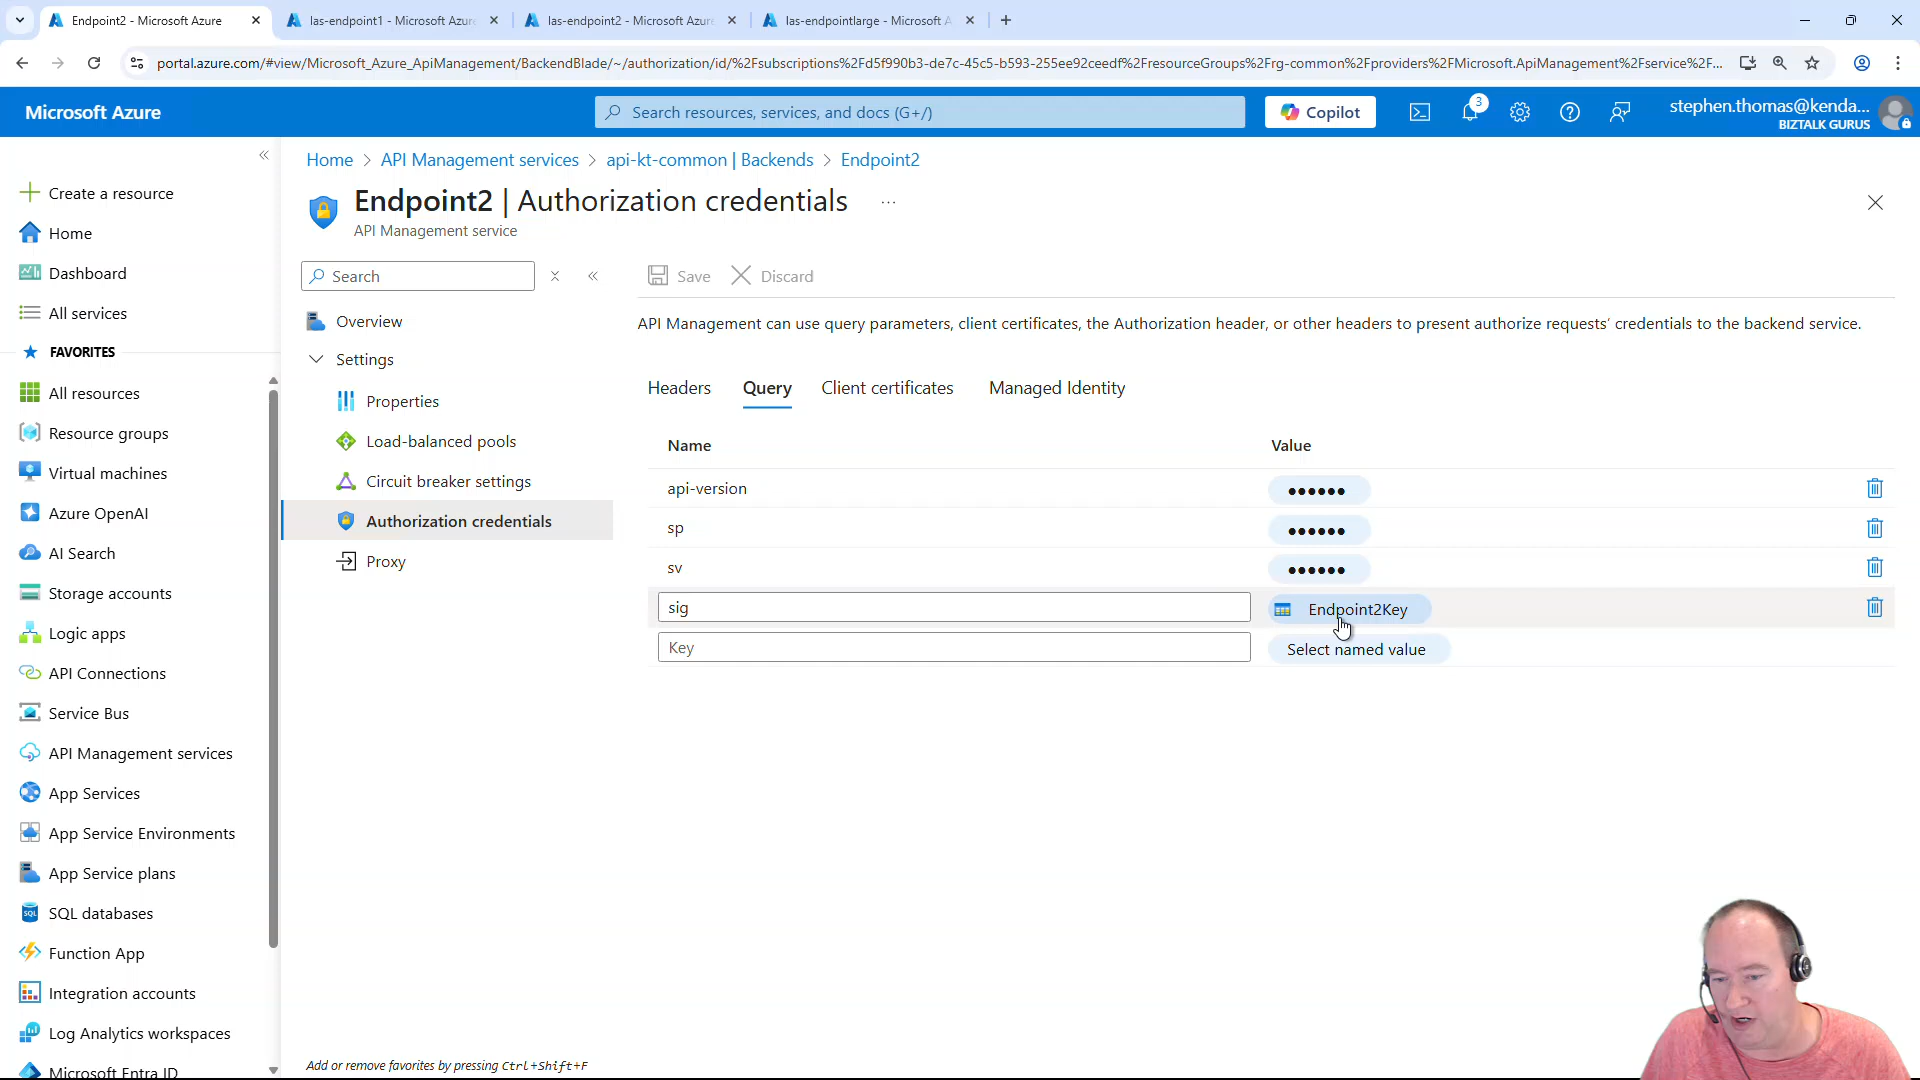 Endpoint2 - Microsoft Azure
las-endpoint1 - Microsoft Azure
las-endpoint2 - Microsoft Azure
las-endpointlarge - Microsoft A
portal.azure.com/#view/Microsoft_Azure_ApiManagement/BackendBlade/~/authorization/id/%2Fsubscriptions%2Fd5f990b3-de7c-45c5-b593-255ee92ceedf%2FresourceGroups%2Frg-common%2Fproviders%2FMicrosoft.ApiManagement%2Fservice%2F...
Microsoft Azure
Search resources, services, and docs (G+/)
Copilot
3
stephen.thomas@kenda...
BIZTALK GURUS
Create a resource
Home
Dashboard
All services
FAVORITES
All resources
Resource groups
Virtual machines
Azure OpenAI
AI Search
Storage accounts
Logic apps
API Connections
Service Bus
API Management services
App Services
App Service Environments
App Service plans
SQL databases
Function App
Integration accounts
Log Analytics workspaces
Microsoft Entra ID
Home > API Management services > api-kt-common | Backends > Endpoint2
Endpoint2 | Authorization credentials ...
API Management service
Search
Overview
Settings
Properties
Load-balanced pools
Circuit breaker settings
Authorization credentials
Proxy
Save
Discard
API Management can use query parameters, client certificates, the Authorization header, or other headers to present authorize requests' credentials to the backend service.
Headers Query Client certificates Managed Identity
Name Value
api-version ••••••
sp ••••••
sv ••••••
sig Endpoint2Key
Key Select named value
Add or remove favorites by pressing Ctrl+Shift+F